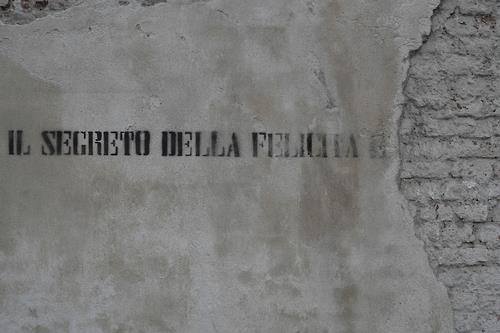 IL SEGRETO DELLA FELICITA È